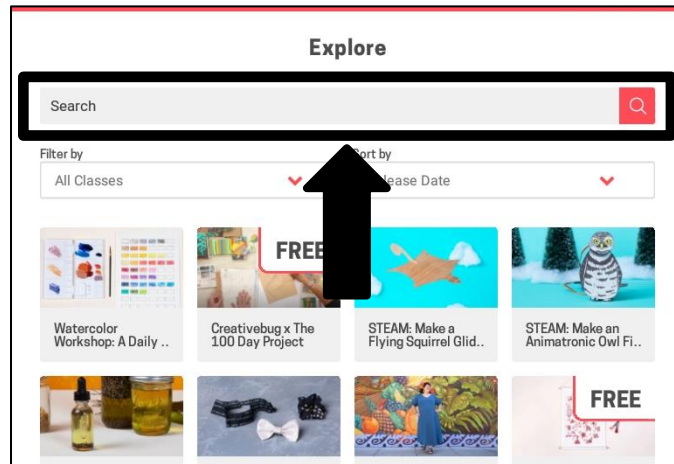 Explore
Search
Filter by
Sort by
All Classes
ease Date
FREE
Watercolor
Workshop: A Daily ..
Creativebug x The
100 Day Project
STEAM: Make a
Flying Squirrel Glid..
STEAM: Make an
Animatronic Owl Fi..
FREE